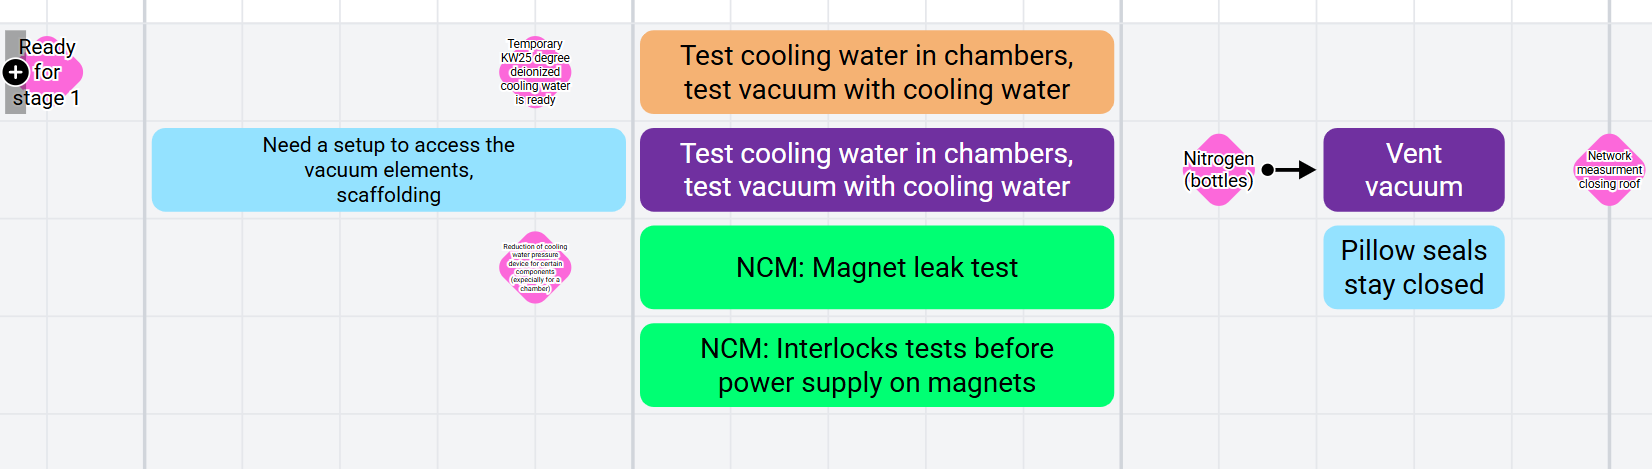 Ready
for
stage 1
Temporary
KW25 degree
deionized
cooling water
is ready
Test cooling water in chambers,
test vacuum with cooling water
Need a setup to access the
vacuum elements,
scaffolding
Test cooling water in chambers,
test vacuum with cooling water
Nitrogen
(bottles)
Vent
vacuum
Network
measurment
closing roof
Reduction of cooling
water pressure
device for certain
components
(expecially for a
chamber)
NCM: Magnet leak test
Pillow seals
stay closed
NCM: Interlocks tests before
power supply on magnets